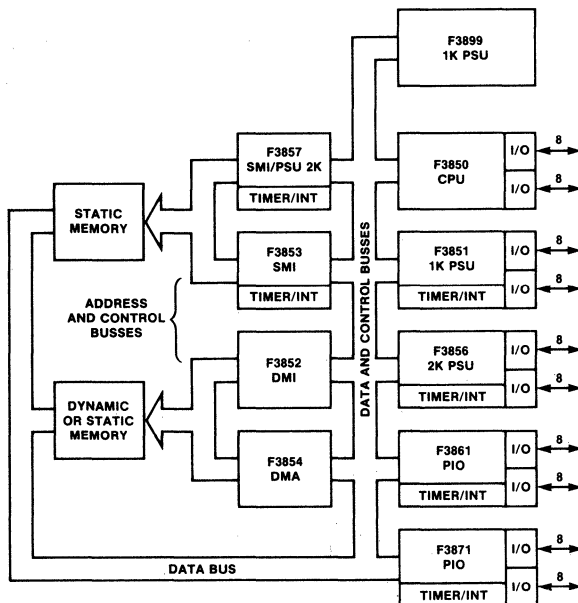 F3899
1K PSU
F3857
SMI/PSU 2K
TIMER/INT
F3850
CPU
I/O
8
I/O
8
STATIC
MEMORY
F3853
SMI
TIMER/INT
F3851
1K PSU
TIMER/INT
I/O
8
I/O
8
ADDRESS
AND CONTROL
BUSSES
DATA AND CONTROL BUSSES
F3852
DMI
F3856
2K PSU
TIMER/INT
I/O
8
I/O
8
DYNAMIC
OR STATIC
MEMORY
F3854
DMA
F3861
PIO
TIMER/INT
I/O
8
I/O
8
DATA BUS
F3871
PIO
TIMER/INT
I/O
8
I/O
8